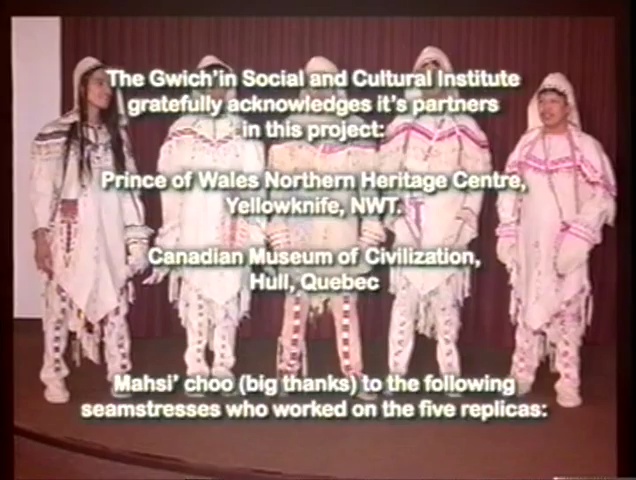 The Gwich'in Social and Cultural Institute
gratefully acknowledges it's partners
in this project:
Prince of Wales Northern Heritage Centre,
Yellowknife, NWT.
Canadian Museum of Civilization,
Hull, Quebec
Mahsi' choo (big thanks) to the following
seamstresses who worked on the five replicas: